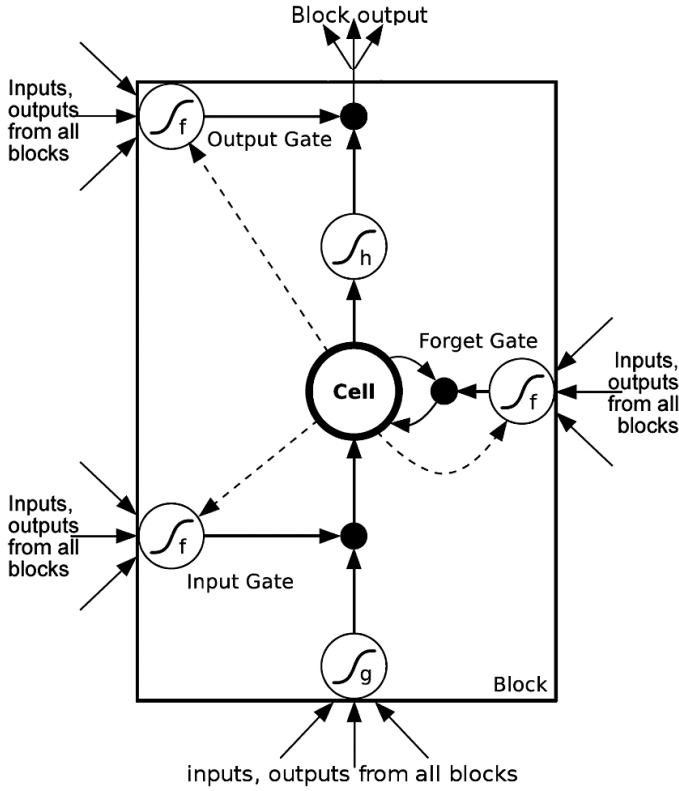 Block output
Inputs,
outputs
from all
blocks
f
Output Gate
h
Forget Gate
Cell
f
Inputs,
outputs
from all
blocks
Inputs,
outputs
from all
blocks
f
Input Gate
g
Block
inputs, outputs from all blocks